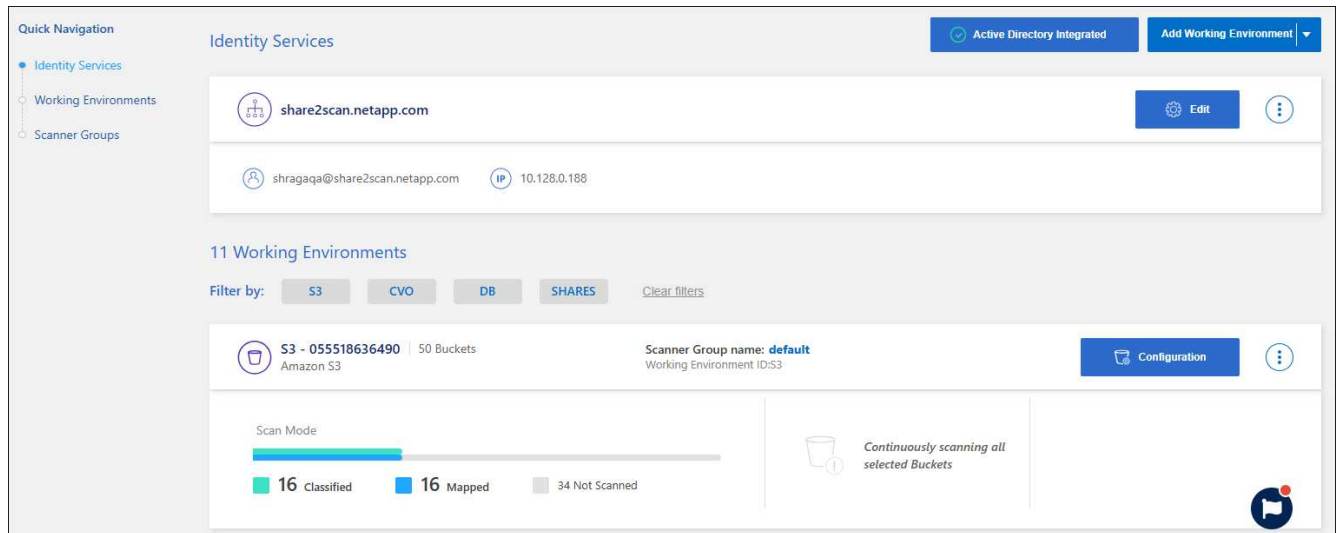 Quick Navigation
Identity Services
Working Environments
Scanner Groups
Identity Services
Active Directory Integrated
Add Working Environment
share2scan.netapp.com
Edit
shragaqa@share2scan.netapp.com
IP 10.128.0.188
11 Working Environments
Filter by: S3 CVO DB SHARES Clear filters
S3 - 055518636490 | 50 Buckets
Amazon S3
Scanner Group name: default
Working Environment ID:S3
Configuration
Scan Mode
16 Classified 16 Mapped 34 Not Scanned
Continuously scanning all
selected Buckets